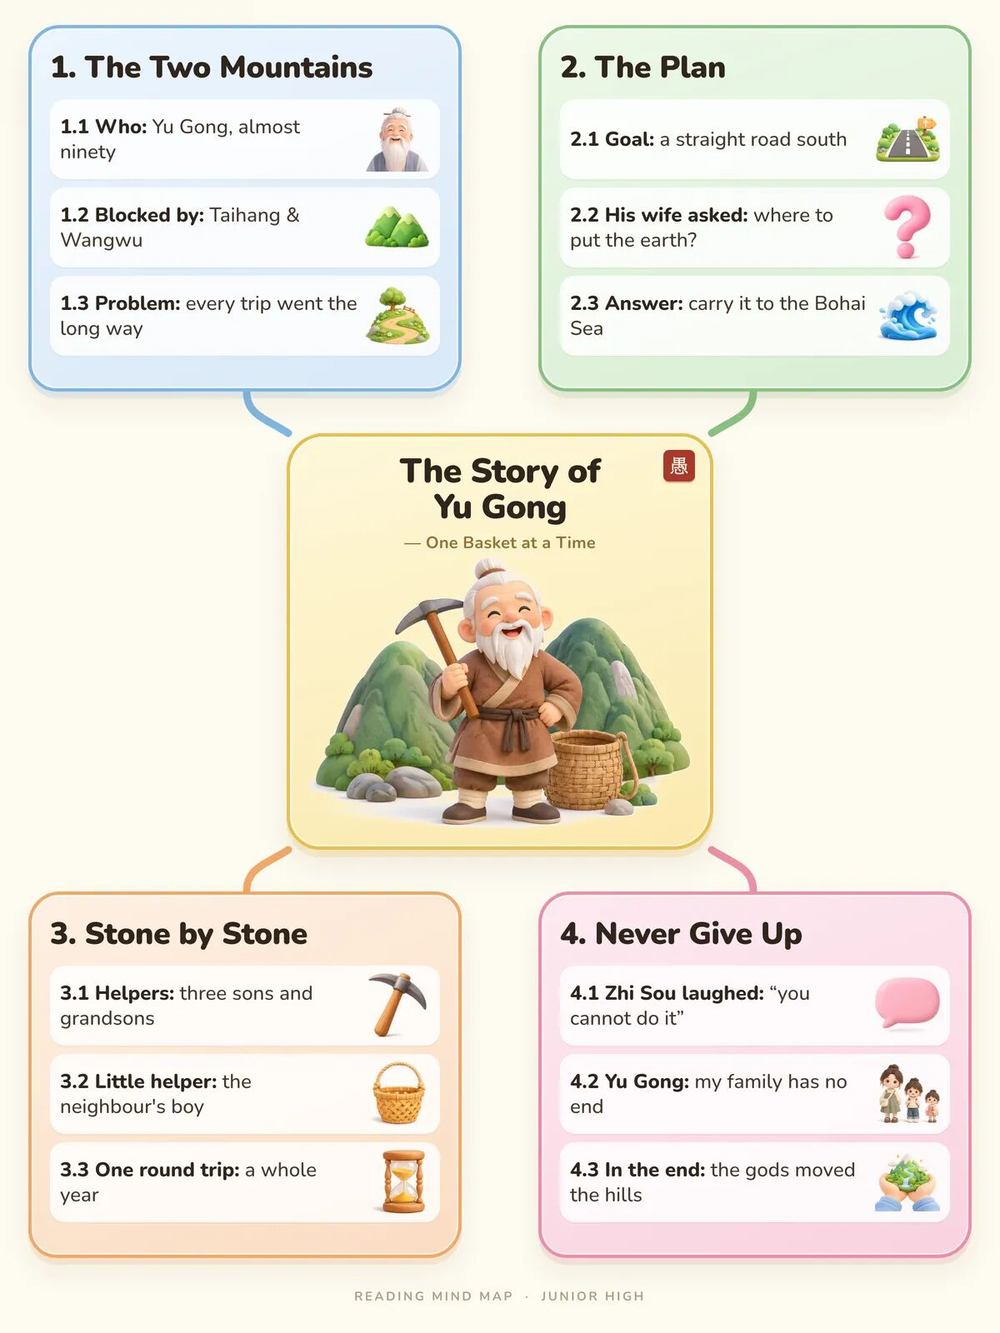 1. The Two Mountains
1.1 Who: Yu Gong, almost
ninety
1.2 Blocked by: Taihang &
Wangwu
1.3 Problem: every trip went the
long way
2. The Plan
2.1 Goal: a straight road south
2.2 His wife asked: where to
put the earth?
2.3 Answer: carry it to the Bohai
Sea
The Story of
Yu Gong
愚
— One Basket at a Time
3. Stone by Stone
3.1 Helpers: three sons and
grandsons
3.2 Little helper: the
neighbour's boy
3.3 One round trip: a whole
year
4. Never Give Up
4.1 Zhi Sou laughed: “you
cannot do it”
4.2 Yu Gong: my family has no
end
4.3 In the end: the gods moved
the hills
READING MIND MAP · JUNIOR HIGH